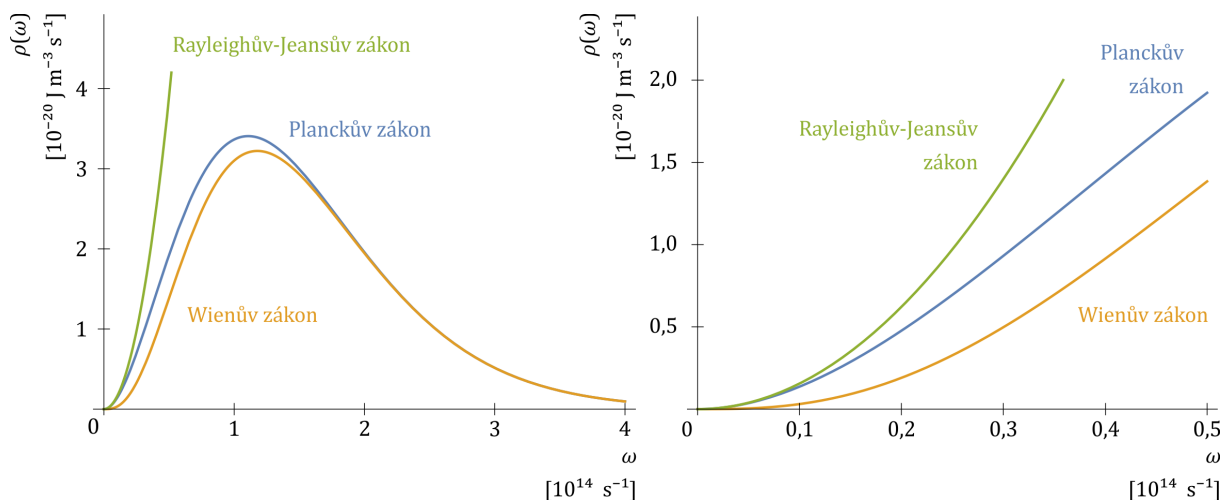 ρ(ω)
[10⁻²⁰ J m⁻³ s⁻¹]
Rayleighův-Jeansův zákon
Planckův zákon
Wienův zákon
4
3
2
1
0
1
2
3
4
ω
[10¹⁴ s⁻¹]
ρ(ω)
[10⁻²⁰ J m⁻³ s⁻¹]
Planckův
zákon
Rayleighův-Jeansův
zákon
Wienův zákon
2,0
1,5
1,0
0,5
0
0,1
0,2
0,3
0,4
0,5
ω
[10¹⁴ s⁻¹]